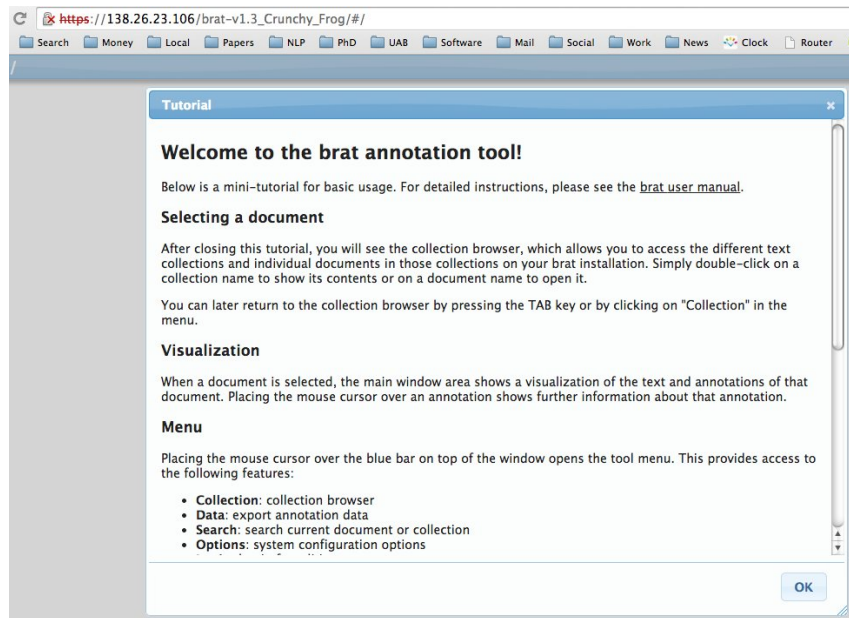 https://138.26.23.106/brat-v1.3_Crunchy_Frog/#/
Search Money Local Papers NLP PhD UAB Software Mail Social Work News Clock Router
/
Tutorial
Welcome to the brat annotation tool!
Below is a mini-tutorial for basic usage. For detailed instructions, please see the brat user manual.
Selecting a document
After closing this tutorial, you will see the collection browser, which allows you to access the different text
collections and individual documents in those collections on your brat installation. Simply double-click on a
collection name to show its contents or on a document name to open it.
You can later return to the collection browser by pressing the TAB key or by clicking on "Collection" in the
menu.
Visualization
When a document is selected, the main window area shows a visualization of the text and annotations of that
document. Placing the mouse cursor over an annotation shows further information about that annotation.
Menu
Placing the mouse cursor over the blue bar on top of the window opens the tool menu. This provides access to
the following features:
• Collection: collection browser
• Data: export annotation data
• Search: search current document or collection
• Options: system configuration options
OK